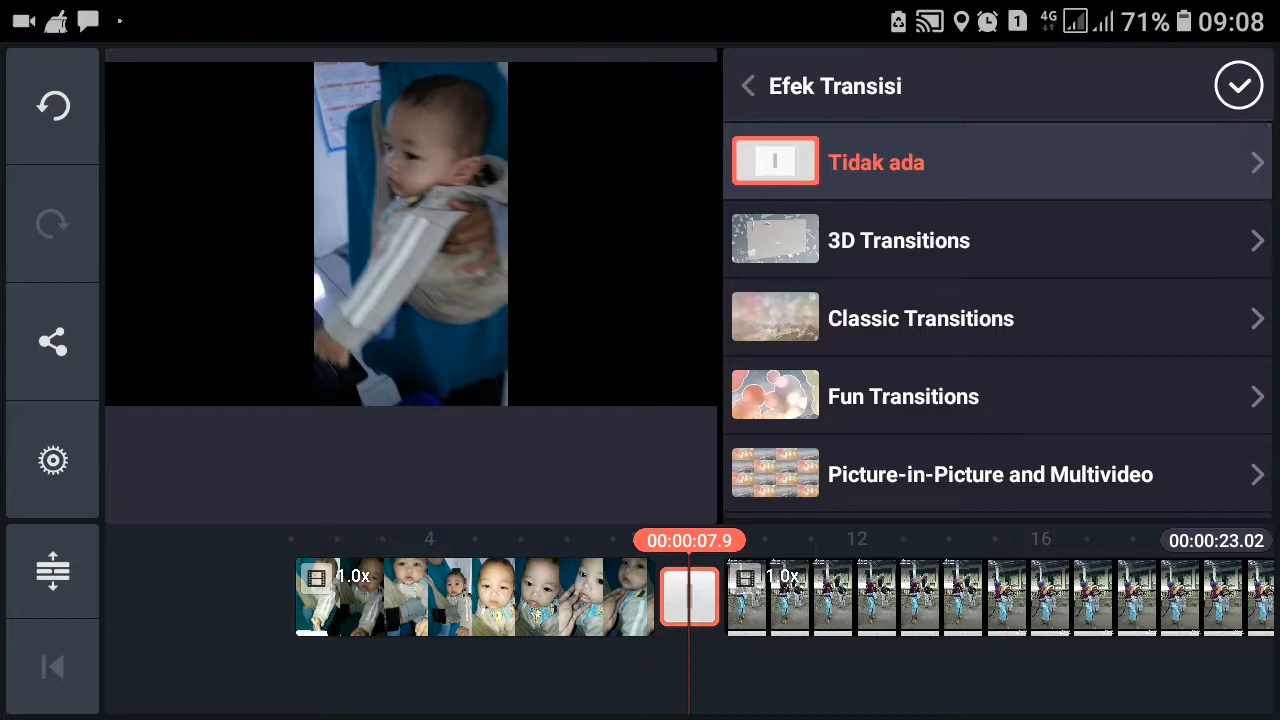 1 4G 71% 09:08
Efek Transisi
Tidak ada
3D Transitions
Classic Transitions
Fun Transitions
Picture-in-Picture and Multivideo
4 00:00:07.9 12 16 00:00:23.02
1.0x 1.0x